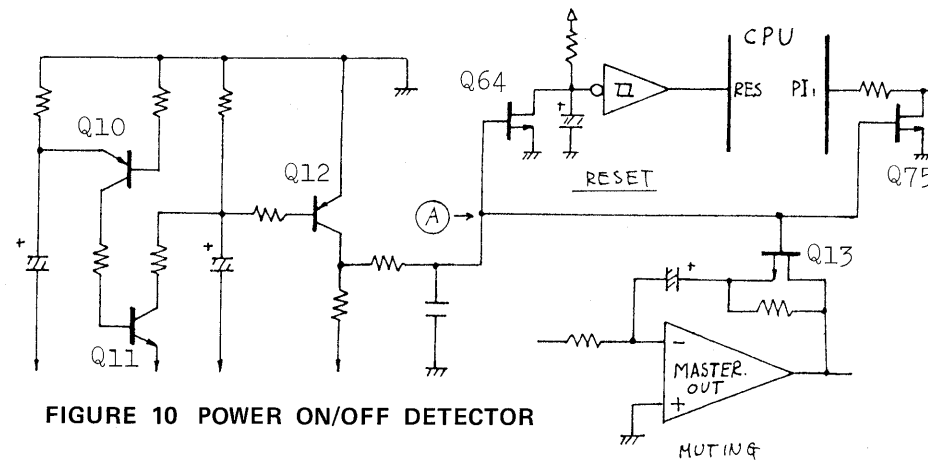 CPU
Q64
RES
PI₁
Q10
Q12
Q75
RESET
A
Q13
+
+
+
+
Q11
-
MASTER.
OUT
+
FIGURE 10 POWER ON/OFF DETECTOR
MUTING